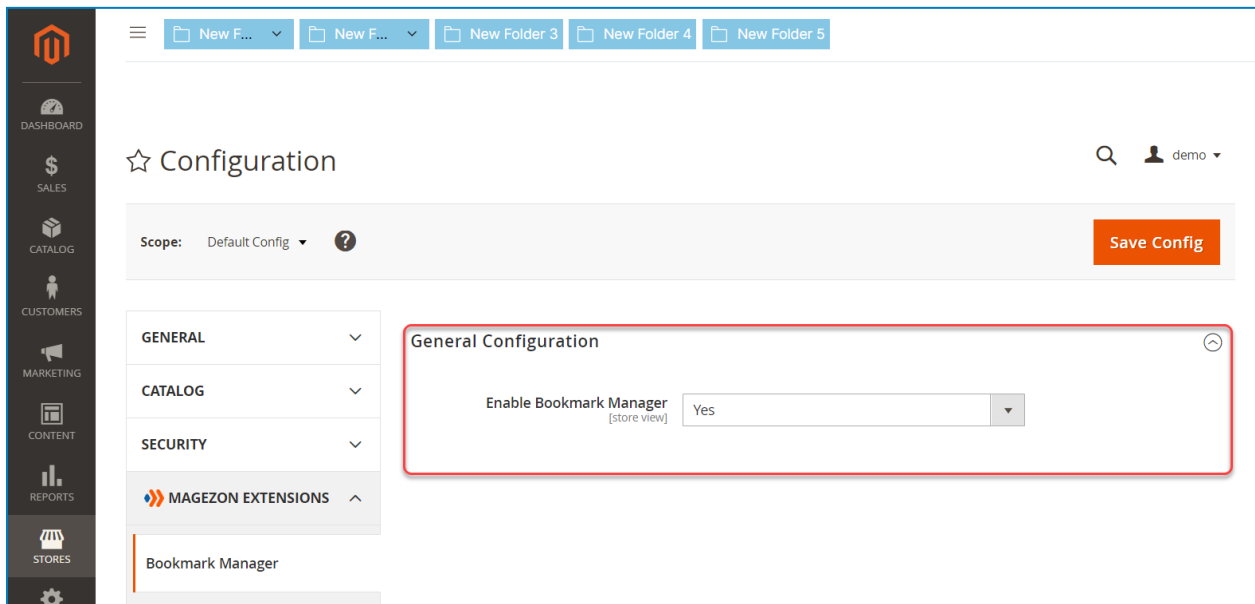 New F...
New F...
New Folder 3
New Folder 4
New Folder 5
DASHBOARD
SALES
CATALOG
CUSTOMERS
MARKETING
CONTENT
REPORTS
STORES
Configuration
demo
Scope: Default Config ?
Save Config
GENERAL
CATALOG
SECURITY
MAGEZON EXTENSIONS
Bookmark Manager
General Configuration
Enable Bookmark Manager
[store view]
Yes